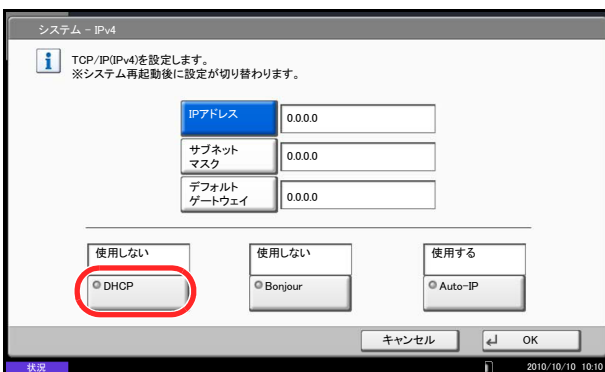 システム - IPv4
TCP/IP(IPv4)を設定します。
※システム再起動後に設定が切り替わります。
IPアドレス
0.0.0.0
サブネット
マスク
0.0.0.0
デフォルト
ゲートウェイ
0.0.0.0
使用しない
使用しない
使用する
DHCP
Bonjour
Auto-IP
キャンセル
OK
状況
2010/10/10 10:10